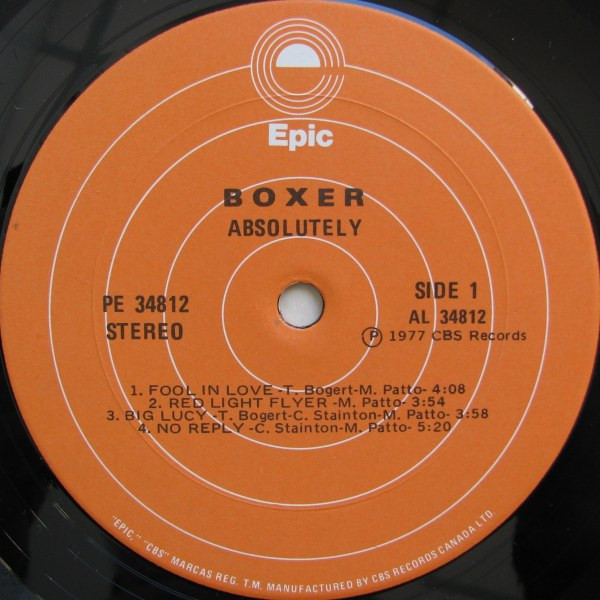 Epic
BOXER
ABSOLUTELY
PE 34812
STEREO
SIDE 1
AL 34812
Ⓟ 1977 CBS Records
1. FOOL IN LOVE -T. Bogert-M. Patto- 4:08
2. RED LIGHT FLYER -M. Patto- 3:54
3. BIG LUCY -T. Bogert-C. Stainton-M. Patto- 3:58
4. NO REPLY -C. Stainton-M. Patto- 5:20
"EPIC," "CBS" MARCAS REG. T.M. MANUFACTURED BY CBS RECORDS CANADA LTD.